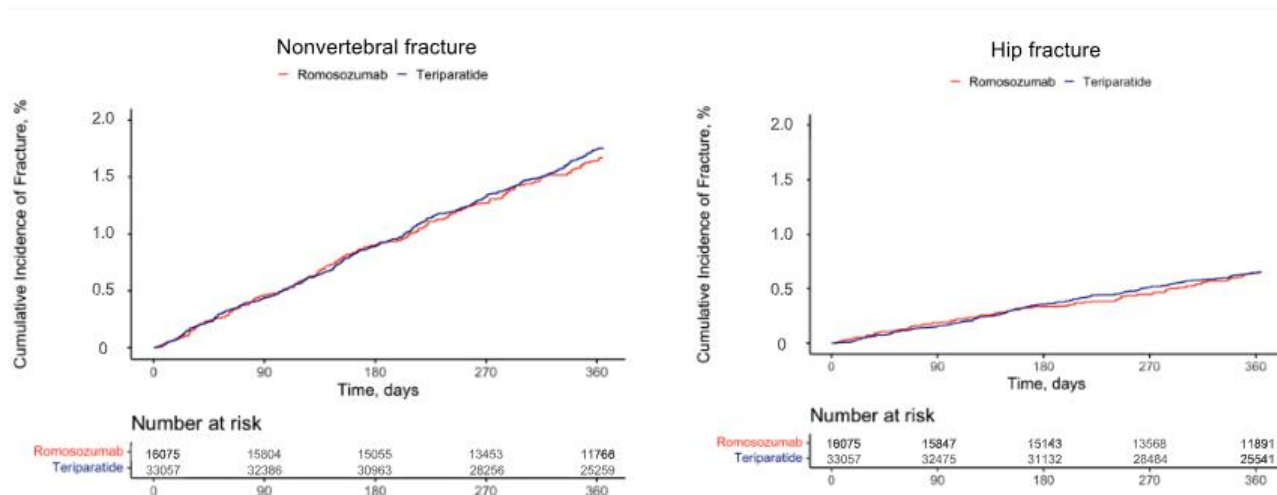 Nonvertebral fracture
Romosozumab Teriparatide
Cumulative Incidence of Fracture, %
2.0
1.5
1.0
0.5
0
0 90 180 270 360
Time, days
Number at risk
Romosozumab 16075 15804 15055 13453 11766
Teriparatide 33057 32386 30963 28256 25259
0 90 180 270 360
Hip fracture
Romosozumab Teriparatide
Cumulative Incidence of Fracture, %
2.0
1.5
1.0
0.5
0
0 90 180 270 360
Time, days
Number at risk
Romosozumab 16075 15847 15143 13568 11891
Teriparatide 33057 32475 31132 28484 25541
0 90 180 270 360